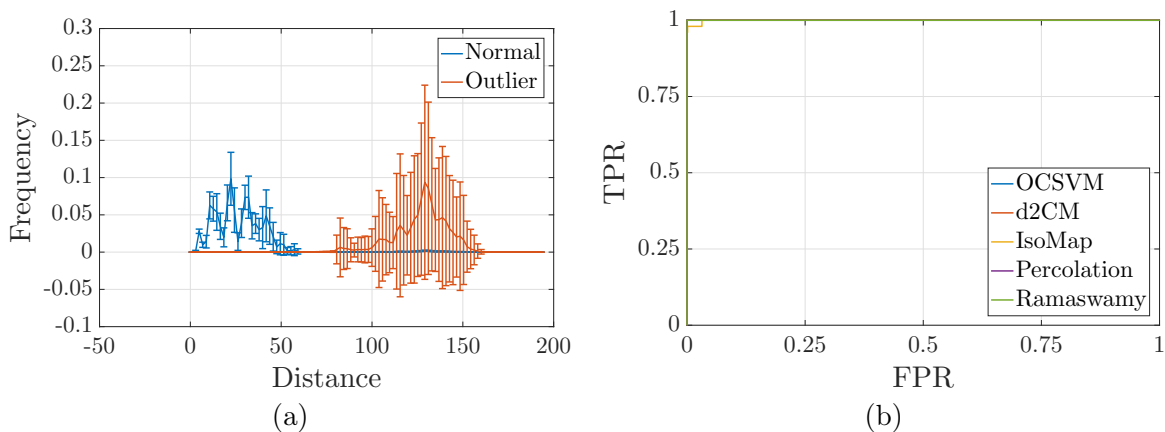 0.3
0.25
0.2
0.15
0.1
0.05
0
-0.05
-0.1
Frequency
-50
0
50
100
150
200
Distance
Normal
Outlier
(a)
1
0.75
0.5
0.25
0
TPR
0
0.25
0.5
0.75
1
FPR
OCSVM
d2CM
IsoMap
Percolation
Ramaswamy
(b)